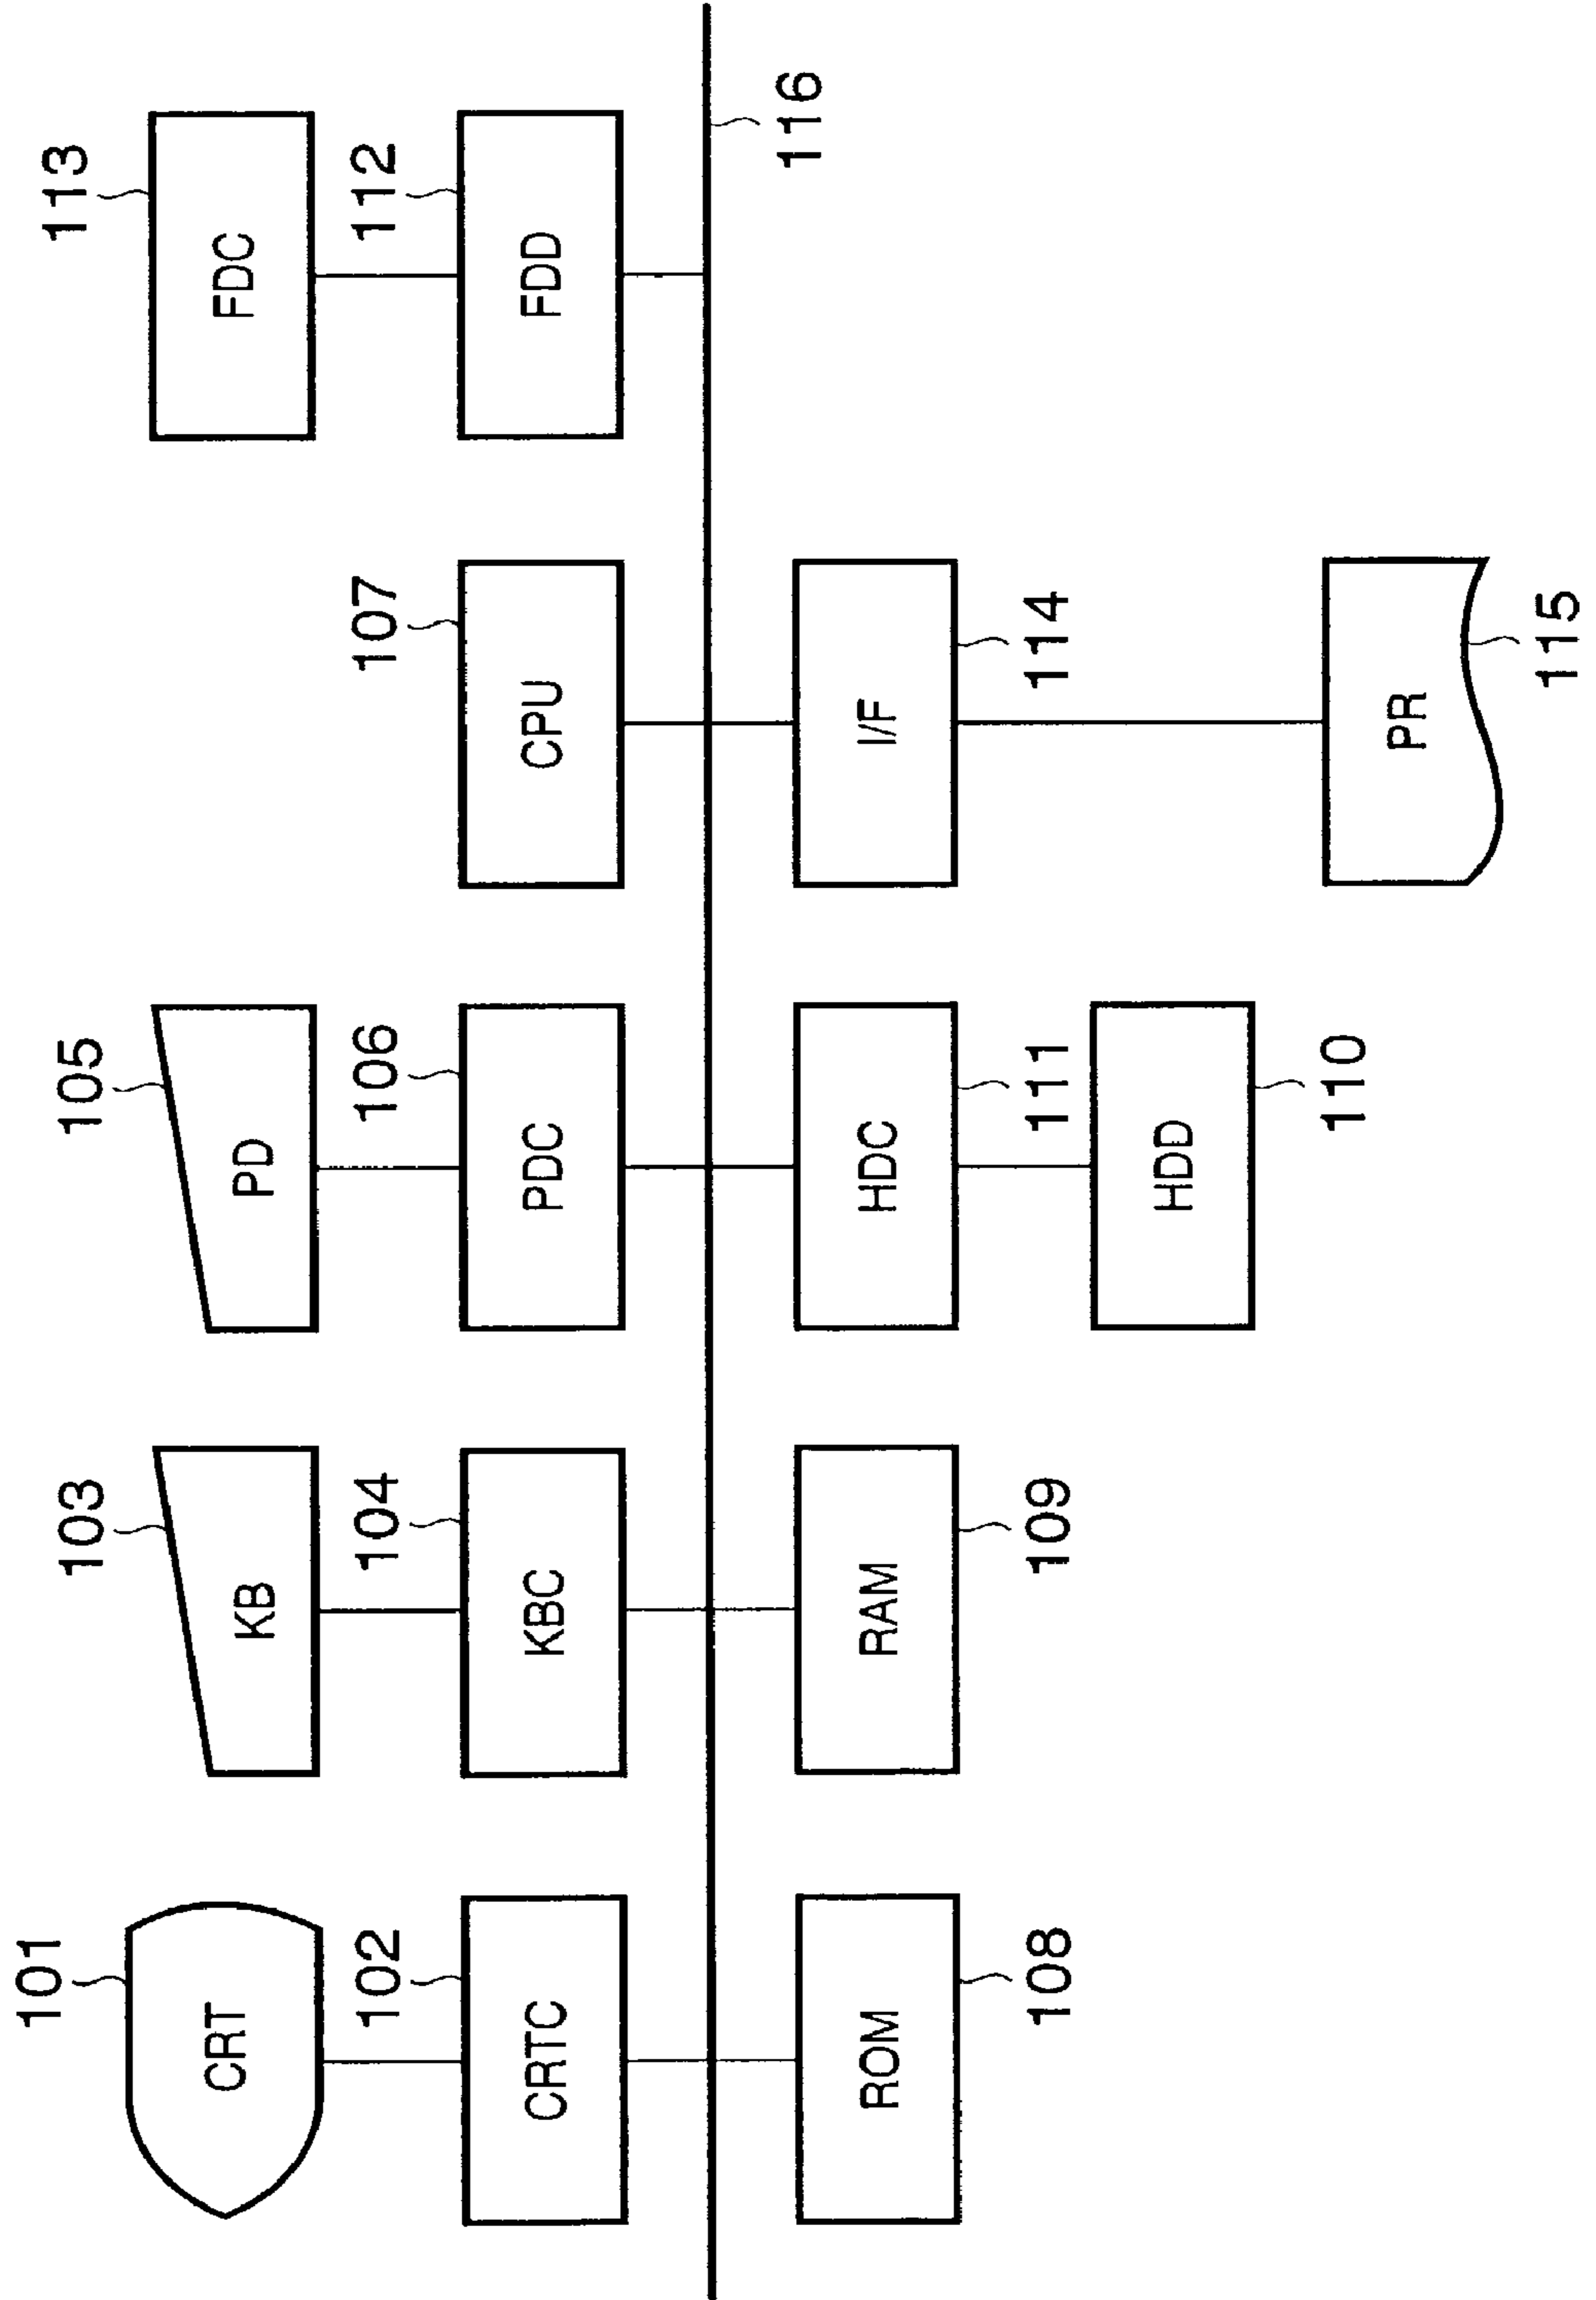 101
CRT
102
CRTC
103
KB
104
KBC
105
PD
106
PDC
107
CPU
113
FDC
112
FDD
116
ROM
108
RAM
109
HDC
111
HDD
110
I/F
114
PR
115